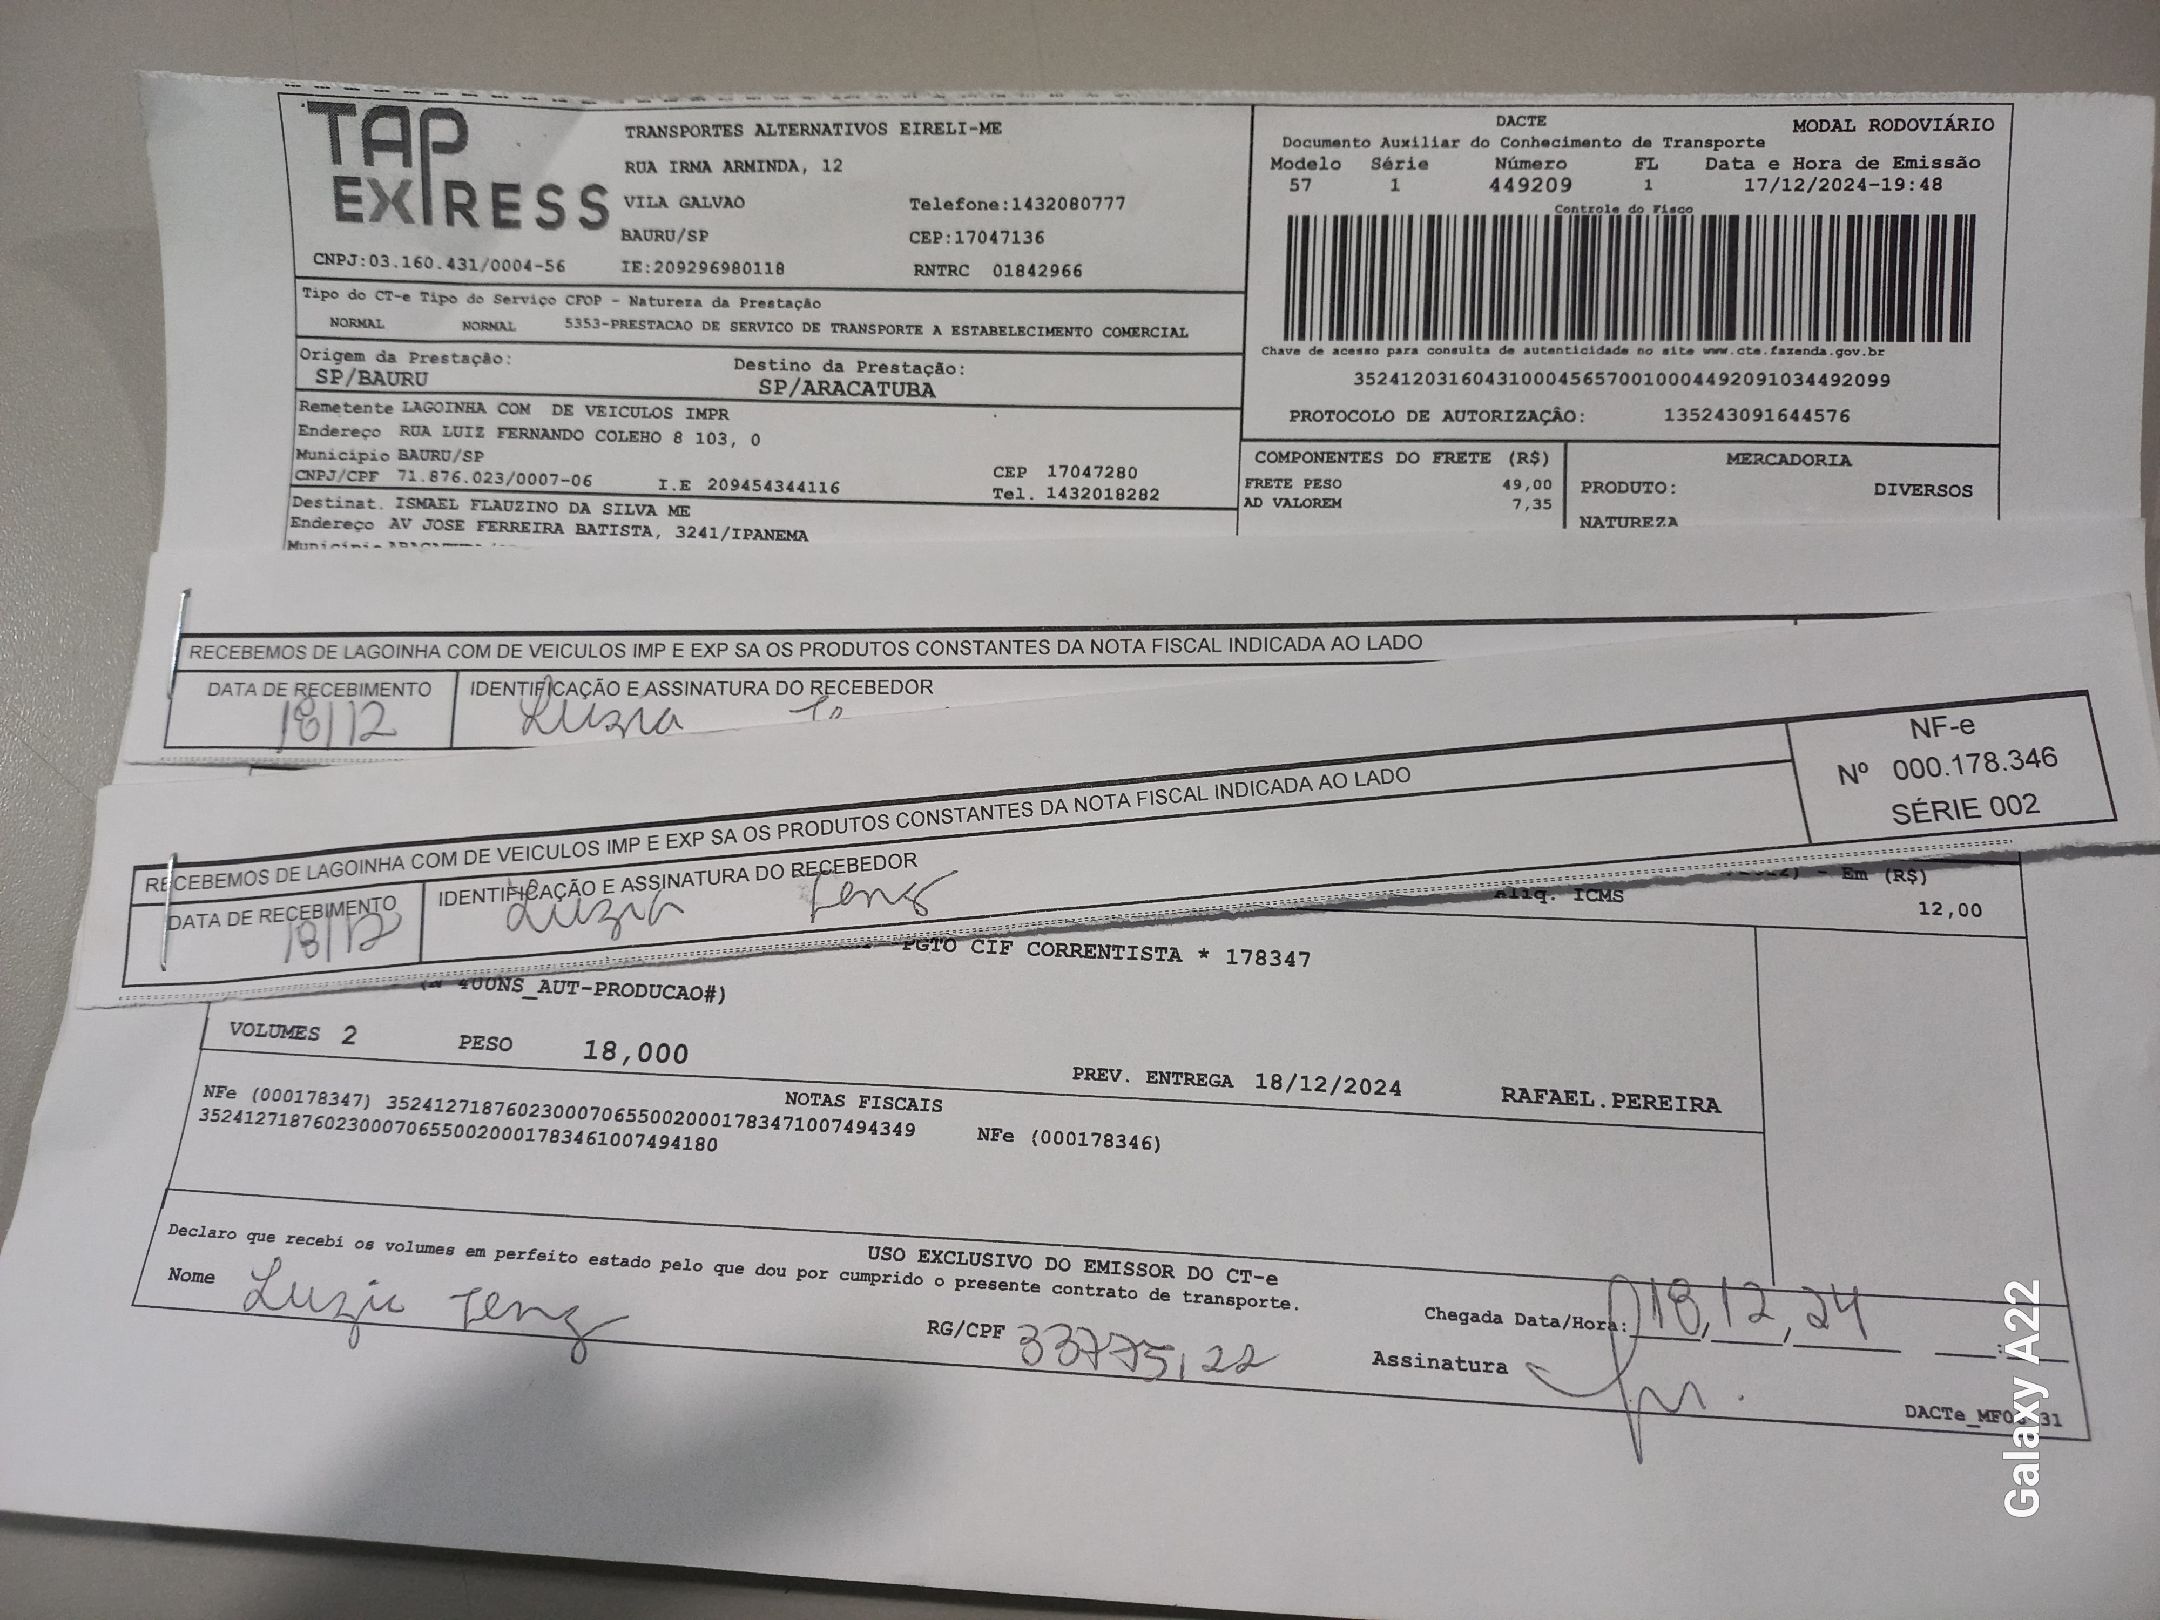 TAP EXPRESS
TRANSPORTES ALTERNATIVOS EIRELI-ME
RUA IRMA ARMINDA, 12
VILA GALVAO Telefone:1432080777
BAURU/SP CEP:17047136
CNPJ:03.160.431/0004-56 IE:209296980118 RNTRC 01842966
Tipo do CT-e Tipo do Serviço CFOP - Natureza da Prestação
NORMAL NORMAL 5353-PRESTACAO DE SERVICO DE TRANSPORTE A ESTABELECIMENTO COMERCIAL
Origem da Prestação: Destino da Prestação:
SP/BAURU SP/ARACATUBA
Remetente LAGOINHA COM DE VEICULOS IMPR
Endereço RUA LUIZ FERNANDO COLEHO 8 103, 0
Município BAURU/SP CEP 17047280
CNPJ/CPF 71.876.023/0007-06 I.E 209454344116 Tel. 1432018282
Destinat. ISMAEL FLAUZINO DA SILVA ME
Endereço AV JOSE FERREIRA BATISTA, 3241/IPANEMA
Município
DACTE MODAL RODOVIÁRIO
Documento Auxiliar do Conhecimento de Transporte
Modelo Série Número FL Data e Hora de Emissão
57 1 449209 1 17/12/2024-19:48
Controle do Fisco
Chave de acesso para consulta de autenticidade no site www.cte.fazenda.gov.br
35241203160431000456570010004492091034492099
PROTOCOLO DE AUTORIZAÇÃO: 135243091644576
COMPONENTES DO FRETE (R$) MERCADORIA
FRETE PESO 49,00 PRODUTO: DIVERSOS
AD VALOREM 7,35 NATUREZA
RECEBEMOS DE LAGOINHA COM DE VEICULOS IMP E EXP SA OS PRODUTOS CONSTANTES DA NOTA FISCAL INDICADA AO LADO
DATA DE RECEBIMENTO IDENTIFICAÇÃO E ASSINATURA DO RECEBEDOR
18/12 Luzia
RECEBEMOS DE LAGOINHA COM DE VEICULOS IMP E EXP SA OS PRODUTOS CONSTANTES DA NOTA FISCAL INDICADA AO LADO
DATA DE RECEBIMENTO IDENTIFICAÇÃO E ASSINATURA DO RECEBEDOR
18/12 Luzia
NF-e
Nº 000.178.346
SÉRIE 002
Aliq. ICMS - Em (R$)
12,00
PGTO CIF CORRENTISTA * 178347
400NS_AUT-PRODUCAO#)
VOLUMES 2 PESO 18,000 PREV. ENTREGA 18/12/2024 RAFAEL.PEREIRA
NOTAS FISCAIS
NFe (000178347) 35241271876023000706550020001783471007494349 NFe (000178346)
35241271876023000706550020001783461007494180
USO EXCLUSIVO DO EMISSOR DO CT-e
Declaro que recebi os volumes em perfeito estado pelo que dou por cumprido o presente contrato de transporte.
Nome Luzia RG/CPF 33775,22 Chegada Data/Hora: 18,12,24 :
Assinatura
Galaxy A22